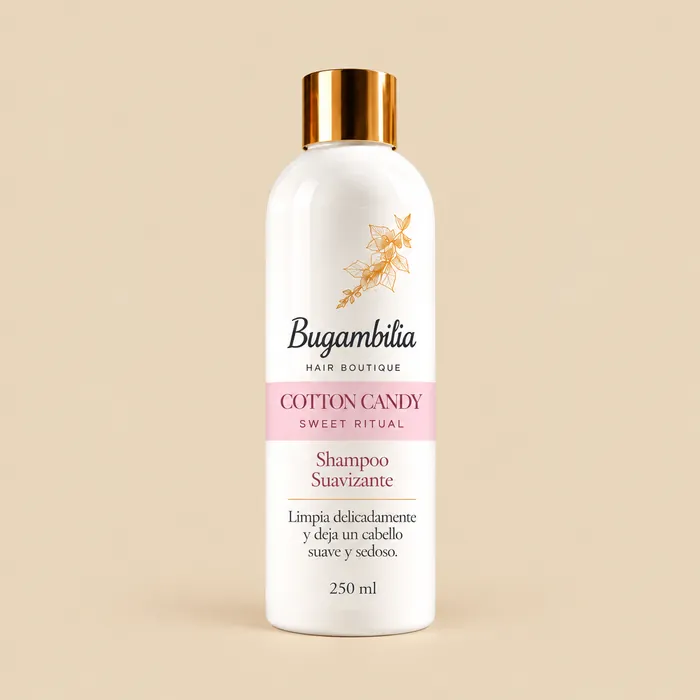 Bugambilia
HAIR BOUTIQUE
COTTON CANDY
SWEET RITUAL
Shampoo
Suavizante
Limpia delicadamente
y deja un cabello
suave y sedoso.
250 ml